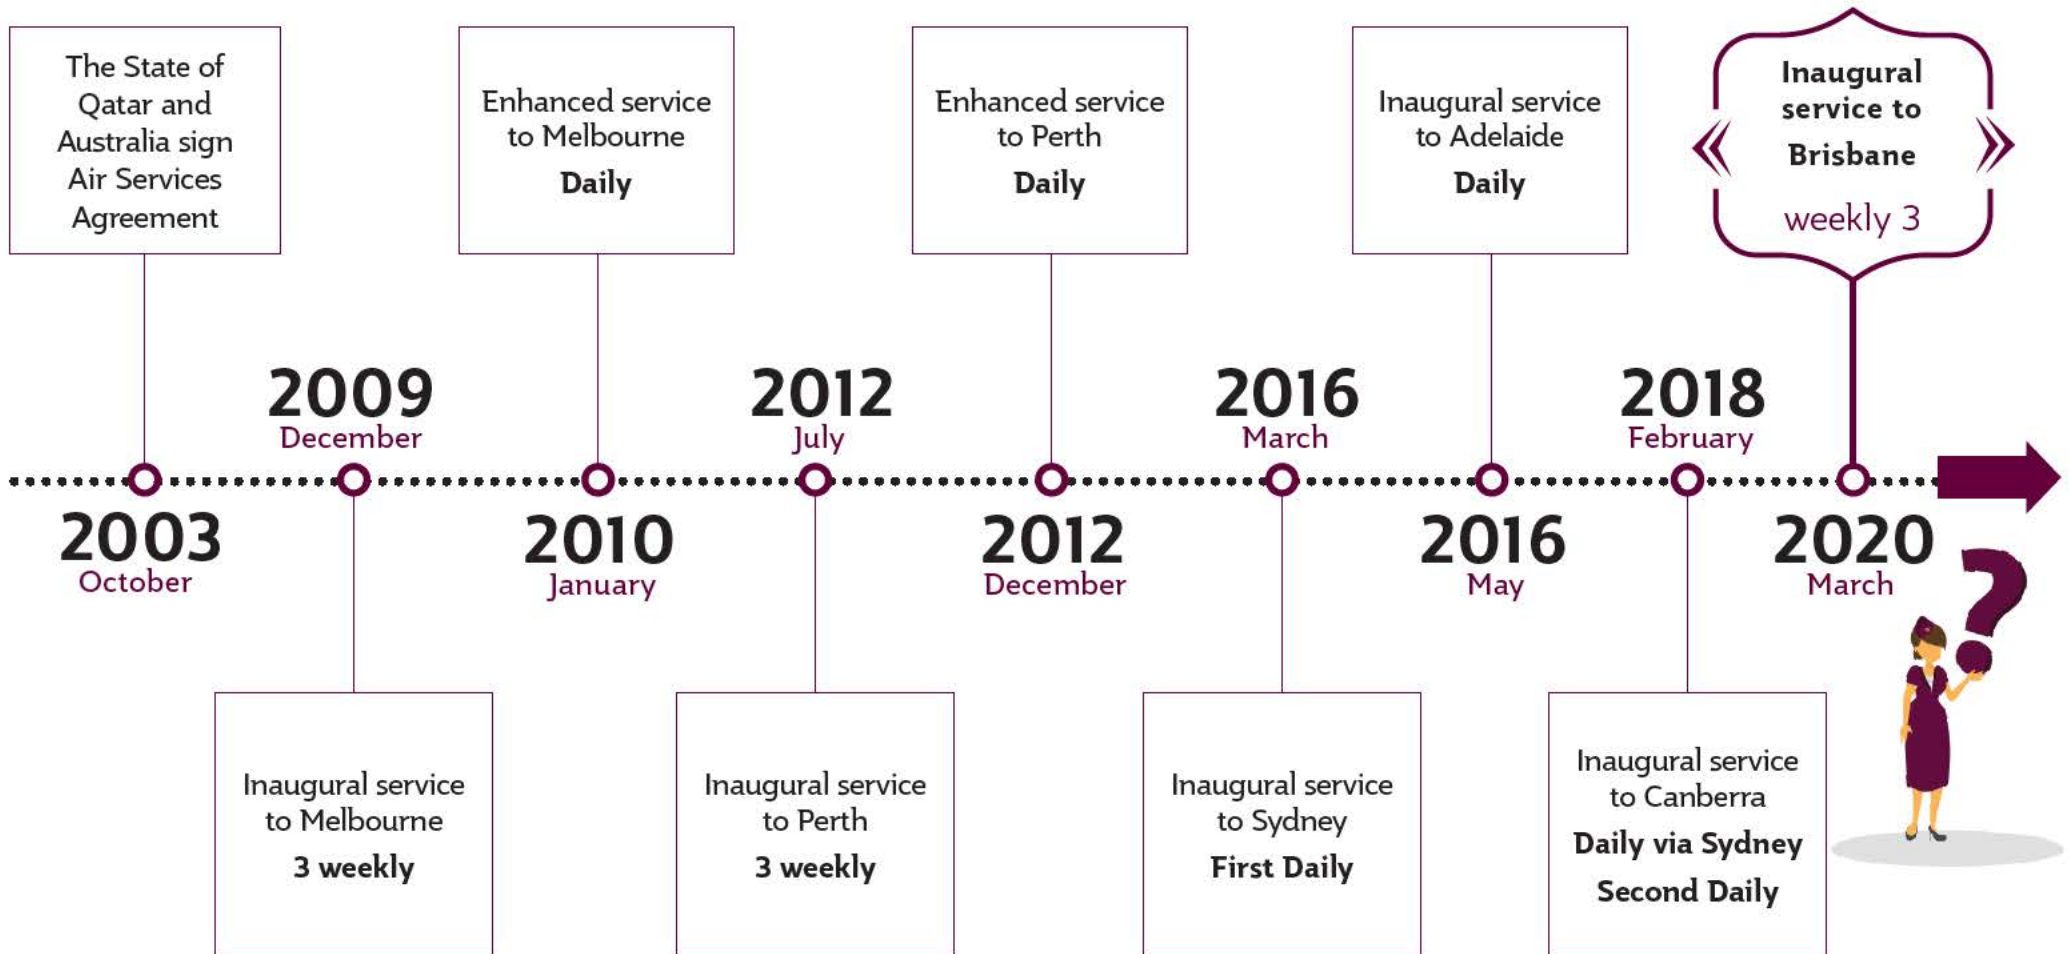 The State of
Qatar and
Australia sign
Air Services
Agreement
2003
October
2009
December
Inaugural service
to Melbourne
3 weekly
Enhanced service
to Melbourne
Daily
2010
January
2012
July
Inaugural service
to Perth
3 weekly
Enhanced service
to Perth
Daily
2012
December
2016
March
Inaugural service
to Sydney
First Daily
Inaugural service
to Adelaide
Daily
2016
May
2018
February
Inaugural service
to Canberra
Daily via Sydney
Second Daily
Inaugural
service to
Brisbane
weekly 3
2020
March
?